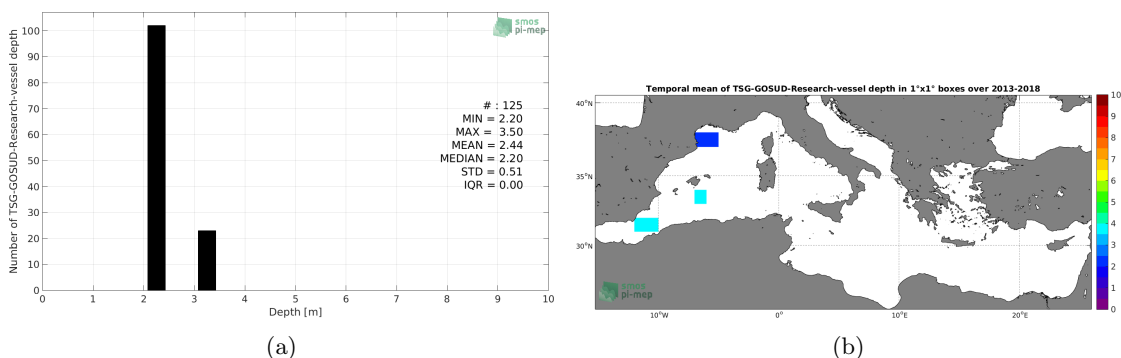 Number of TSG-GOSUD-Research-vessel depth
100
90
80
70
60
50
40
30
20
10
0
0 1 2 3 4 5 6 7 8 9 10
Depth [m]
smos
pi-mep
# : 125
MIN = 2.20
MAX = 3.50
MEAN = 2.44
MEDIAN = 2.20
STD = 0.51
IQR = 0.00
(a)
Temporal mean of TSG-GOSUD-Research-vessel depth in 1°x1° boxes over 2013-2018
40°N
35°N
30°N
10°W 0° 10°E 20°E
smos
pi-mep
10
9
8
7
6
5
4
3
2
1
0
(b)